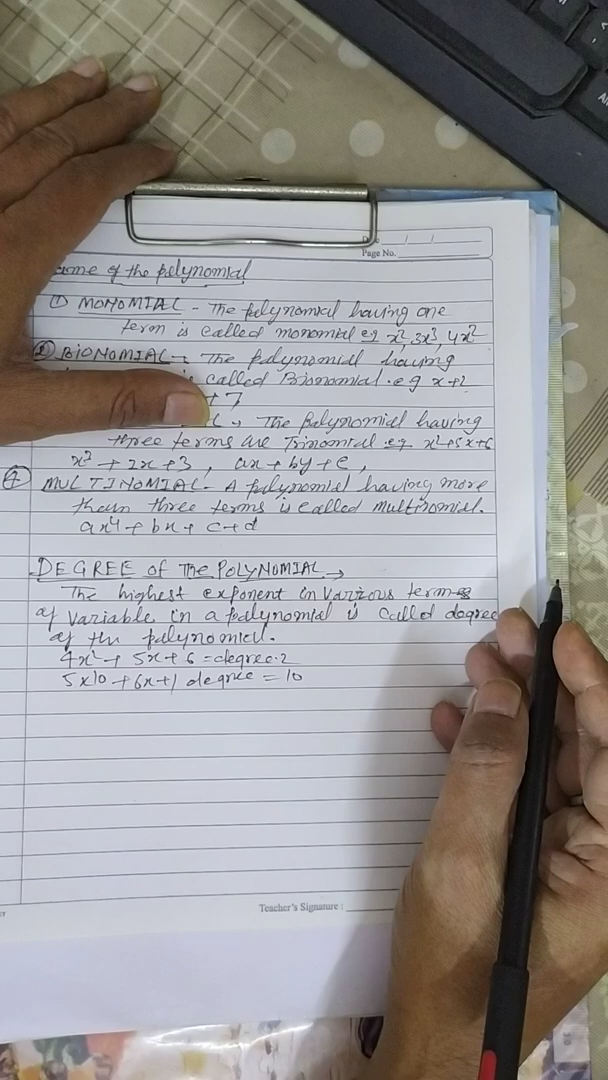 Page No.
ame of the polynomial
① MONOMIAL - The polynomial having one
term is called monomial eg x², 3x³, 4x²
② BIONOMIAL - The polynomial having
is called Bionomial. eg x+2
+7
L, The polynomial having
three terms are Trinomial eg x²+5x+6
x³ + 2x + 3, ax + by + c,
④ MULTINOMIAL - A polynomial having more
than three terms is called multinomial.
ax4 + bx + c + d
DEGREE of The POLYNOMIAL →
The highest exponent in various terms
of variable in a polynomial is called degree
of the polynomial.
4x² + 5x + 6 = degree. 2
5x10 + 6x + 1 degree = 10
Teacher's Signature :